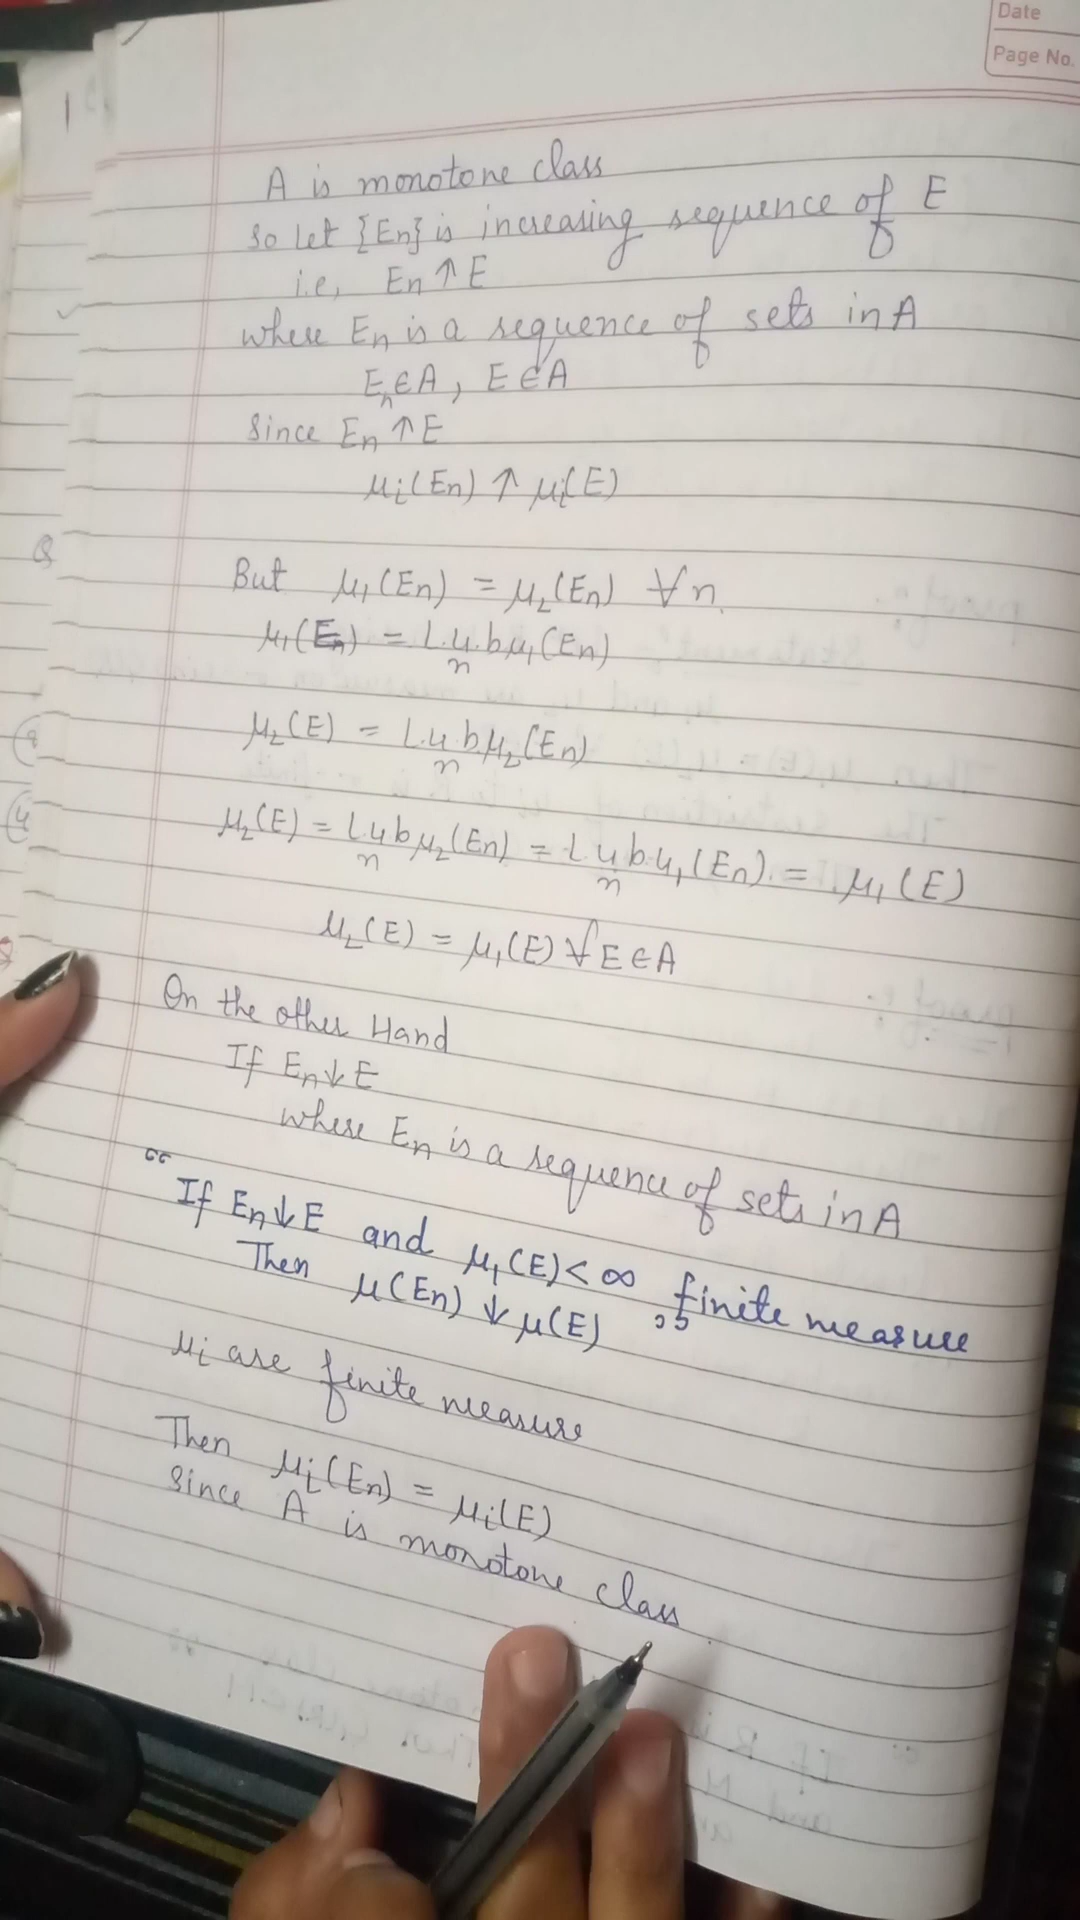 Date
Page No.
A is monotone class
So let {En} is increasing sequence of E
i.e, En ↑ E
where En is a sequence of sets in A
En ∈ A, E ∈ A
Since En ↑ E
μi(En) ↑ μi(E)
But μ1(En) = μ2(En) ∀ n.
μ1(En) = L.u.b μ1(En)
n
μ2(E) = L.u.b. μ2(En)
n
μ2(E) = Lub μ2(En) = L.u.b. μ1(En) = μ1(E)
n n
μ2(E) = μ1(E) ∀ E ∈ A
On the other Hand
If En ↓ E
where En is a sequence of sets in A
“ If En ↓ E and μ1(E) < ∞ finite measure
Then μ(En) ↓ μ(E) ”
μi are finite measure
Then μi(En) = μi(E)
Since A is monotone class